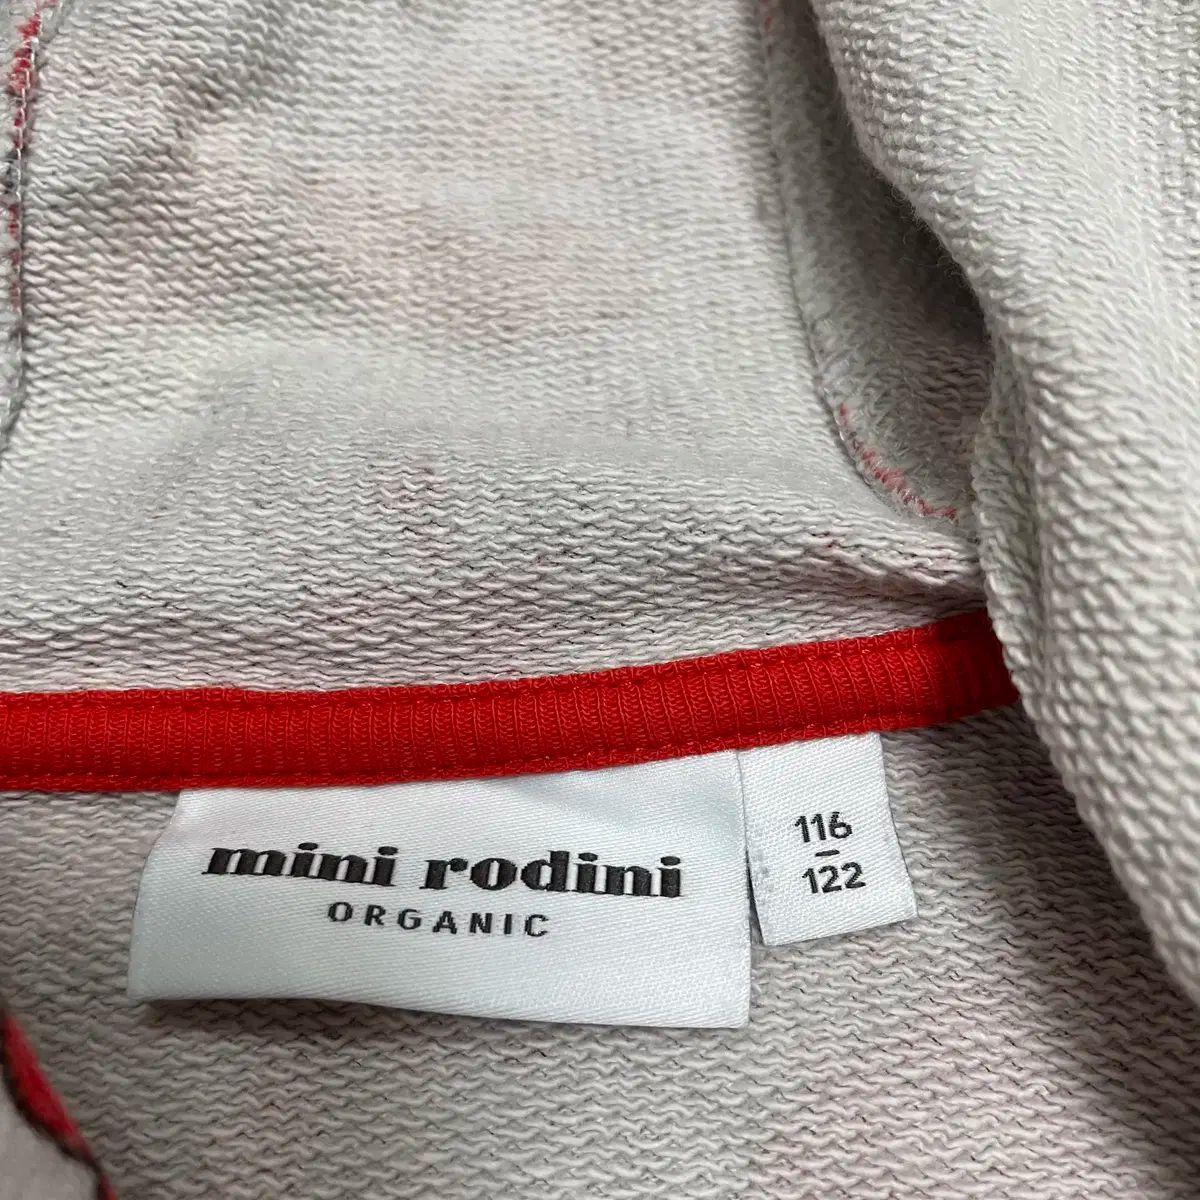 mini rodini
ORGANIC
116
–
122